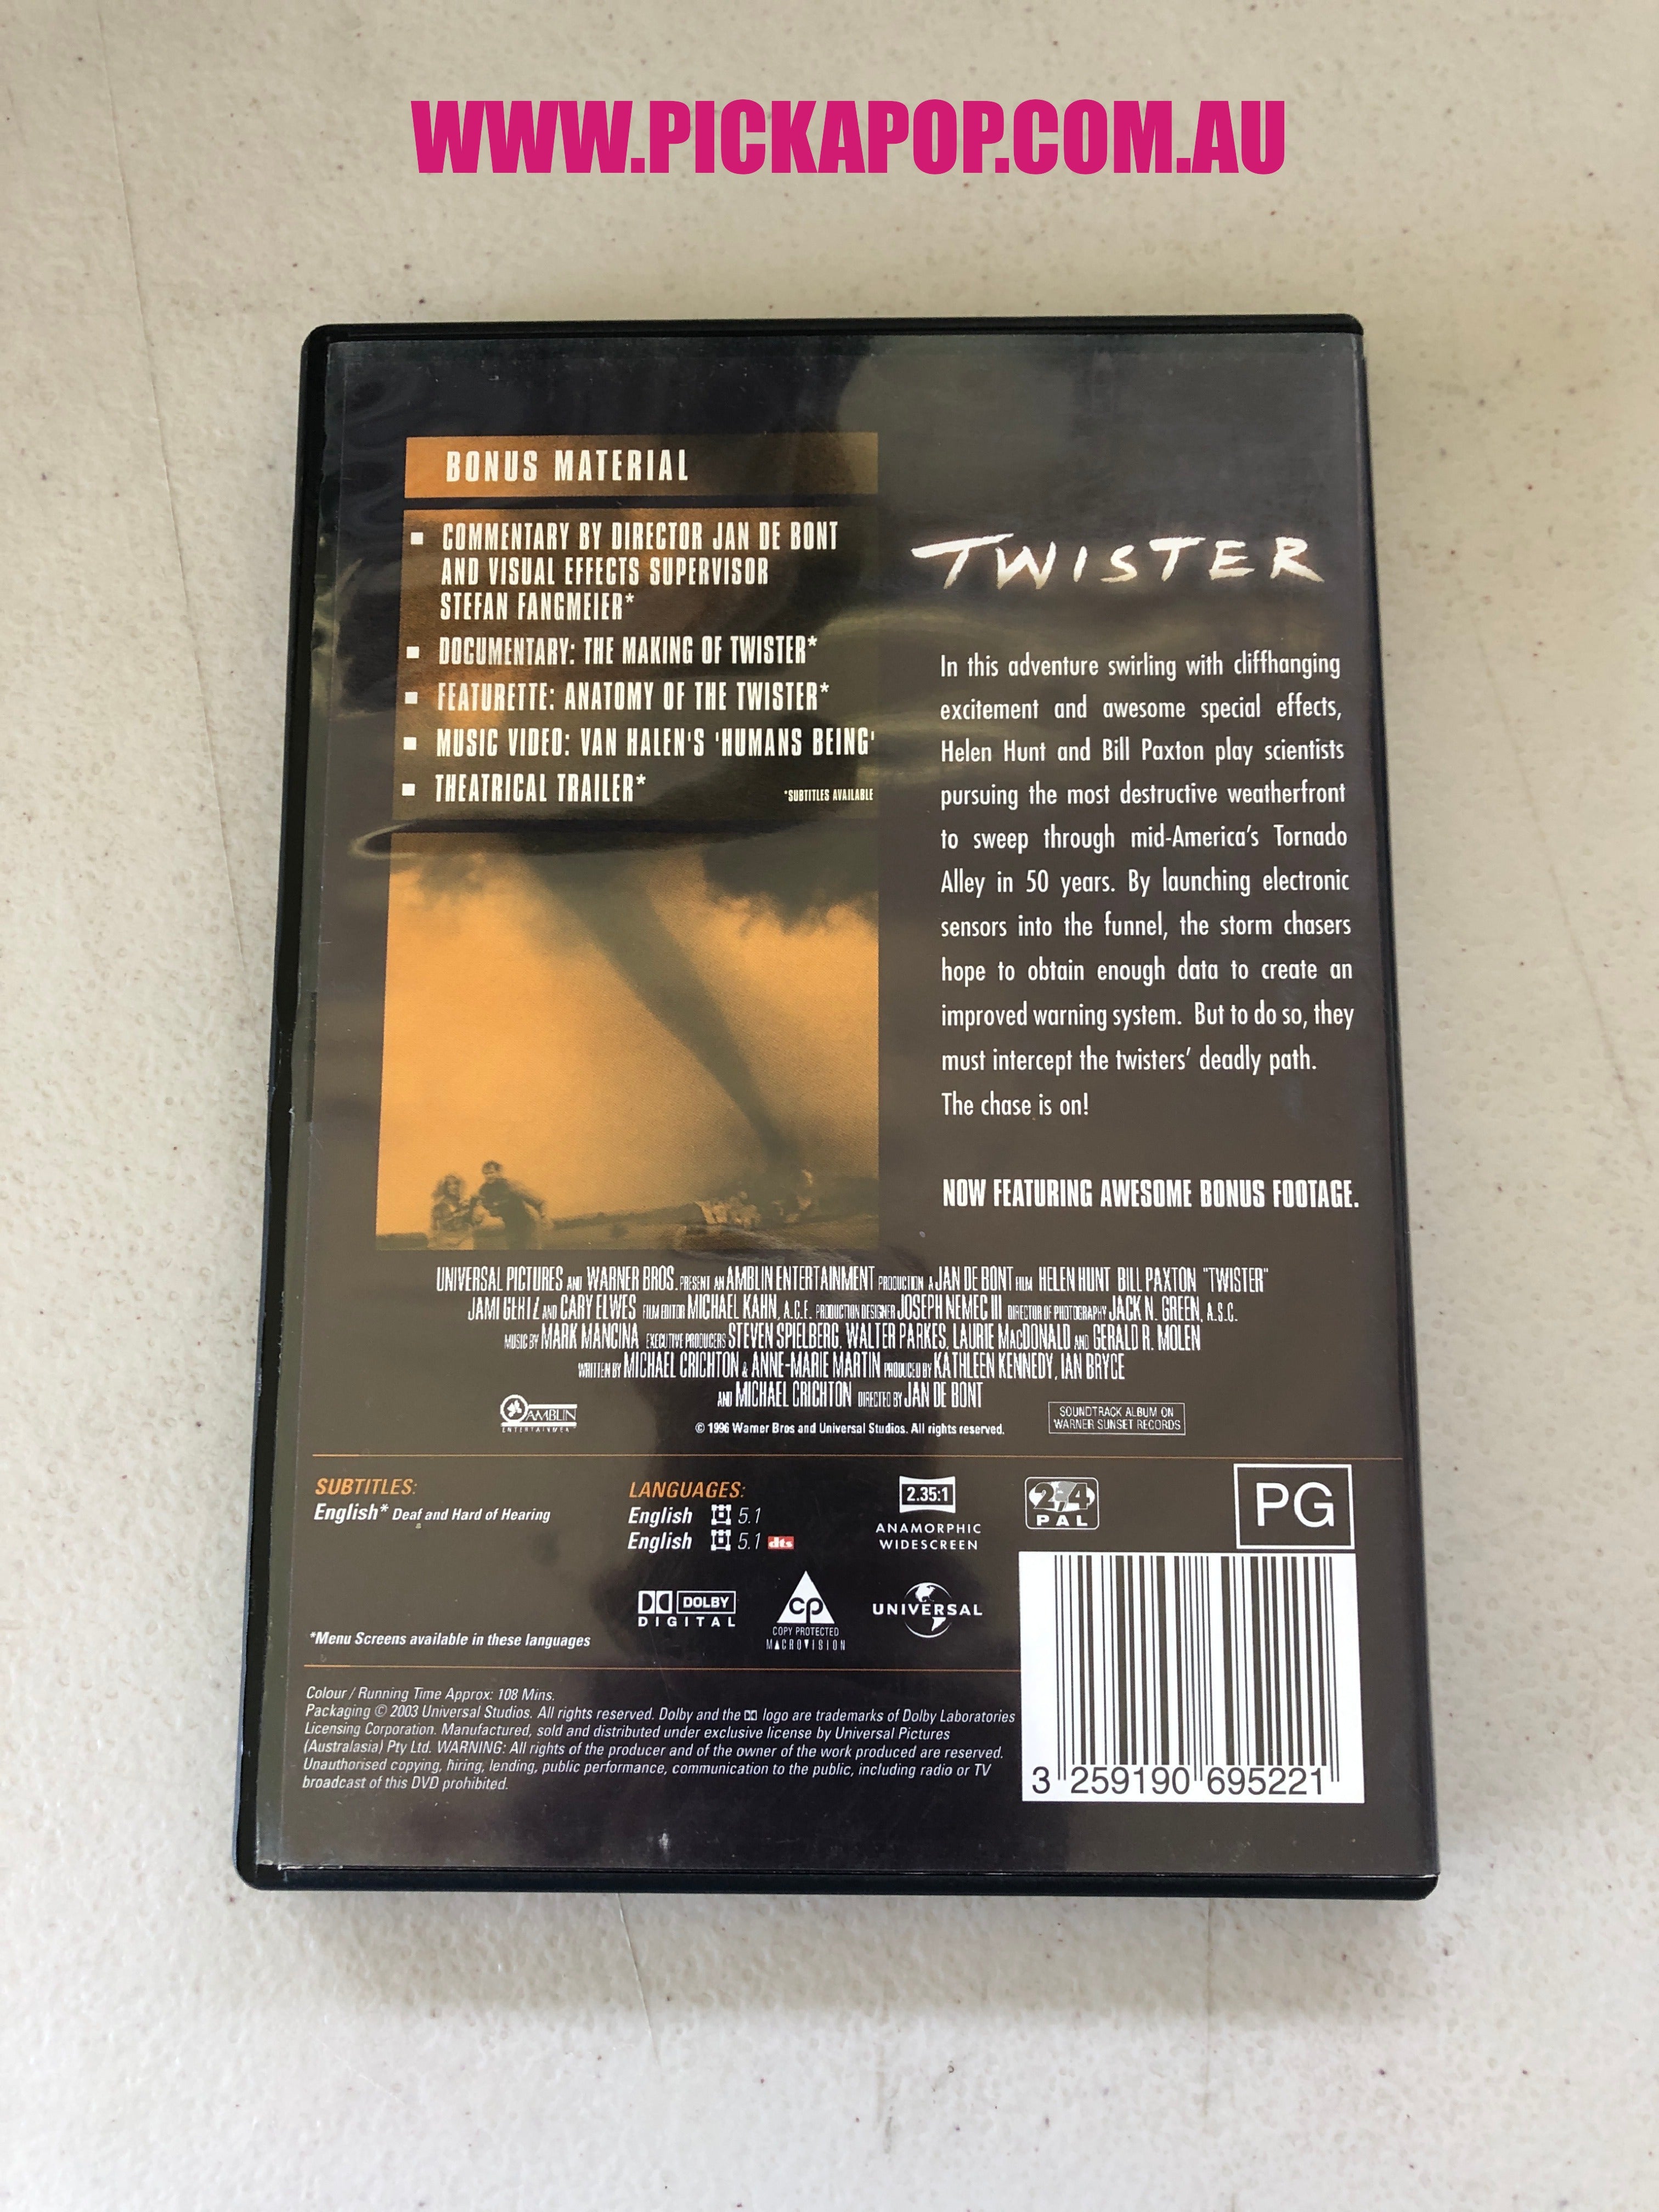 WWW.PICKAPOP.COM.AU
BONUS MATERIAL
COMMENTARY BY DIRECTOR JAN DE BONT
AND VISUAL EFFECTS SUPERVISOR
STEFAN FANGMEIER*
DOCUMENTARY: THE MAKING OF TWISTER*
FEATURETTE: ANATOMY OF THE TWISTER*
MUSIC VIDEO: VAN HALEN'S 'HUMANS BEING'
THEATRICAL TRAILER*
*SUBTITLES AVAILABLE
TWISTER
In this adventure swirling with cliffhanging
excitement and awesome special effects,
Helen Hunt and Bill Paxton play scientists
pursuing the most destructive weatherfront
to sweep through mid-America's Tornado
Alley in 50 years. By launching electronic
sensors into the funnel, the storm chasers
hope to obtain enough data to create an
improved warning system. But to do so, they
must intercept the twisters' deadly path.
The chase is on!
NOW FEATURING AWESOME BONUS FOOTAGE.
UNIVERSAL PICTURES AND WARNER BROS. PRESENT AN AMBLIN ENTERTAINMENT PRODUCTION A JAN DE BONT FILM HELEN HUNT BILL PAXTON "TWISTER"
JAMI GERTZ AND CARY ELWES FILM EDITOR MICHAEL KAHN, A.C.E. PRODUCTION DESIGNER JOSEPH NEMEC III DIRECTOR OF PHOTOGRAPHY JACK N. GREEN, A.S.C.
MUSIC BY MARK MANCINA EXECUTIVE PRODUCERS STEVEN SPIELBERG, WALTER PARKES, LAURIE MacDONALD AND GERALD R. MOLEN
WRITTEN BY MICHAEL CRICHTON & ANNE-MARIE MARTIN PRODUCED BY KATHLEEN KENNEDY, IAN BRYCE
AND MICHAEL CRICHTON DIRECTED BY JAN DE BONT
AMBLIN
ENTERTAINMENT
© 1996 Warner Bros and Universal Studios. All rights reserved.
SOUNDTRACK ALBUM ON
WARNER SUNSET RECORDS
SUBTITLES:
English* Deaf and Hard of Hearing
*Menu Screens available in these languages
LANGUAGES:
English 5.1
English 5.1 dts
2.35:1
ANAMORPHIC
WIDESCREEN
2,4
PAL
PG
DOLBY
DIGITAL
cp
COPY PROTECTED
MACROVISION
UNIVERSAL
Colour / Running Time Approx: 108 Mins.
Packaging © 2003 Universal Studios. All rights reserved. Dolby and the logo are trademarks of Dolby Laboratories
Licensing Corporation. Manufactured, sold and distributed under exclusive license by Universal Pictures
(Australasia) Pty Ltd. WARNING: All rights of the producer and of the owner of the work produced are reserved.
Unauthorised copying, hiring, lending, public performance, communication to the public, including radio or TV
broadcast of this DVD prohibited.
3 259190 695221